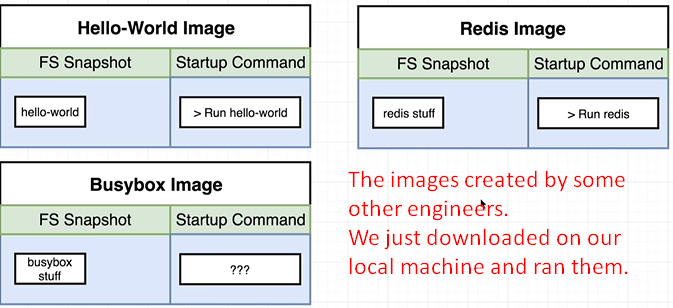 Hello-World Image
FS Snapshot
Startup Command
hello-world
> Run hello-world
Redis Image
FS Snapshot
Startup Command
redis stuff
> Run redis
Busybox Image
FS Snapshot
Startup Command
busybox
stuff
???
The images created by some
other engineers.
We just downloaded on our
local machine and ran them.